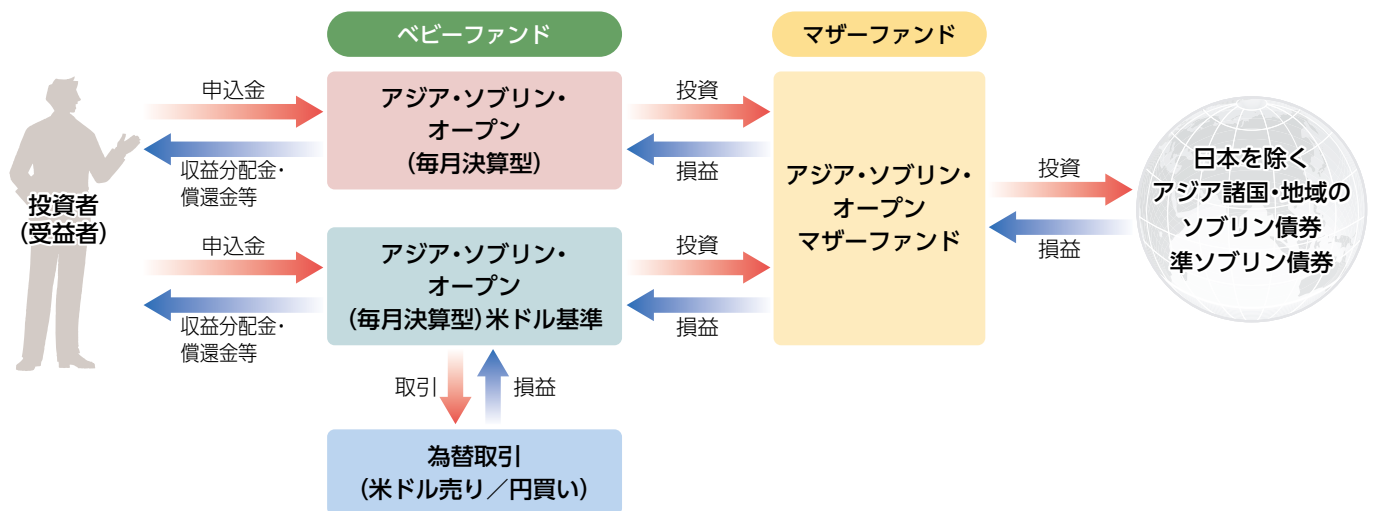 ベビーファンド
マザーファンド
投資者
(受益者)
申込金
収益分配金・
償還金等
アジア・ソブリン・
オープン
(毎月決算型)
投資
損益
申込金
収益分配金・
償還金等
アジア・ソブリン・
オープン
(毎月決算型)米ドル基準
投資
損益
取引
損益
為替取引
(米ドル売り／円買い)
アジア・ソブリン・
オープン
マザーファンド
投資
損益
日本を除く
アジア諸国・地域の
ソブリン債券
準ソブリン債券